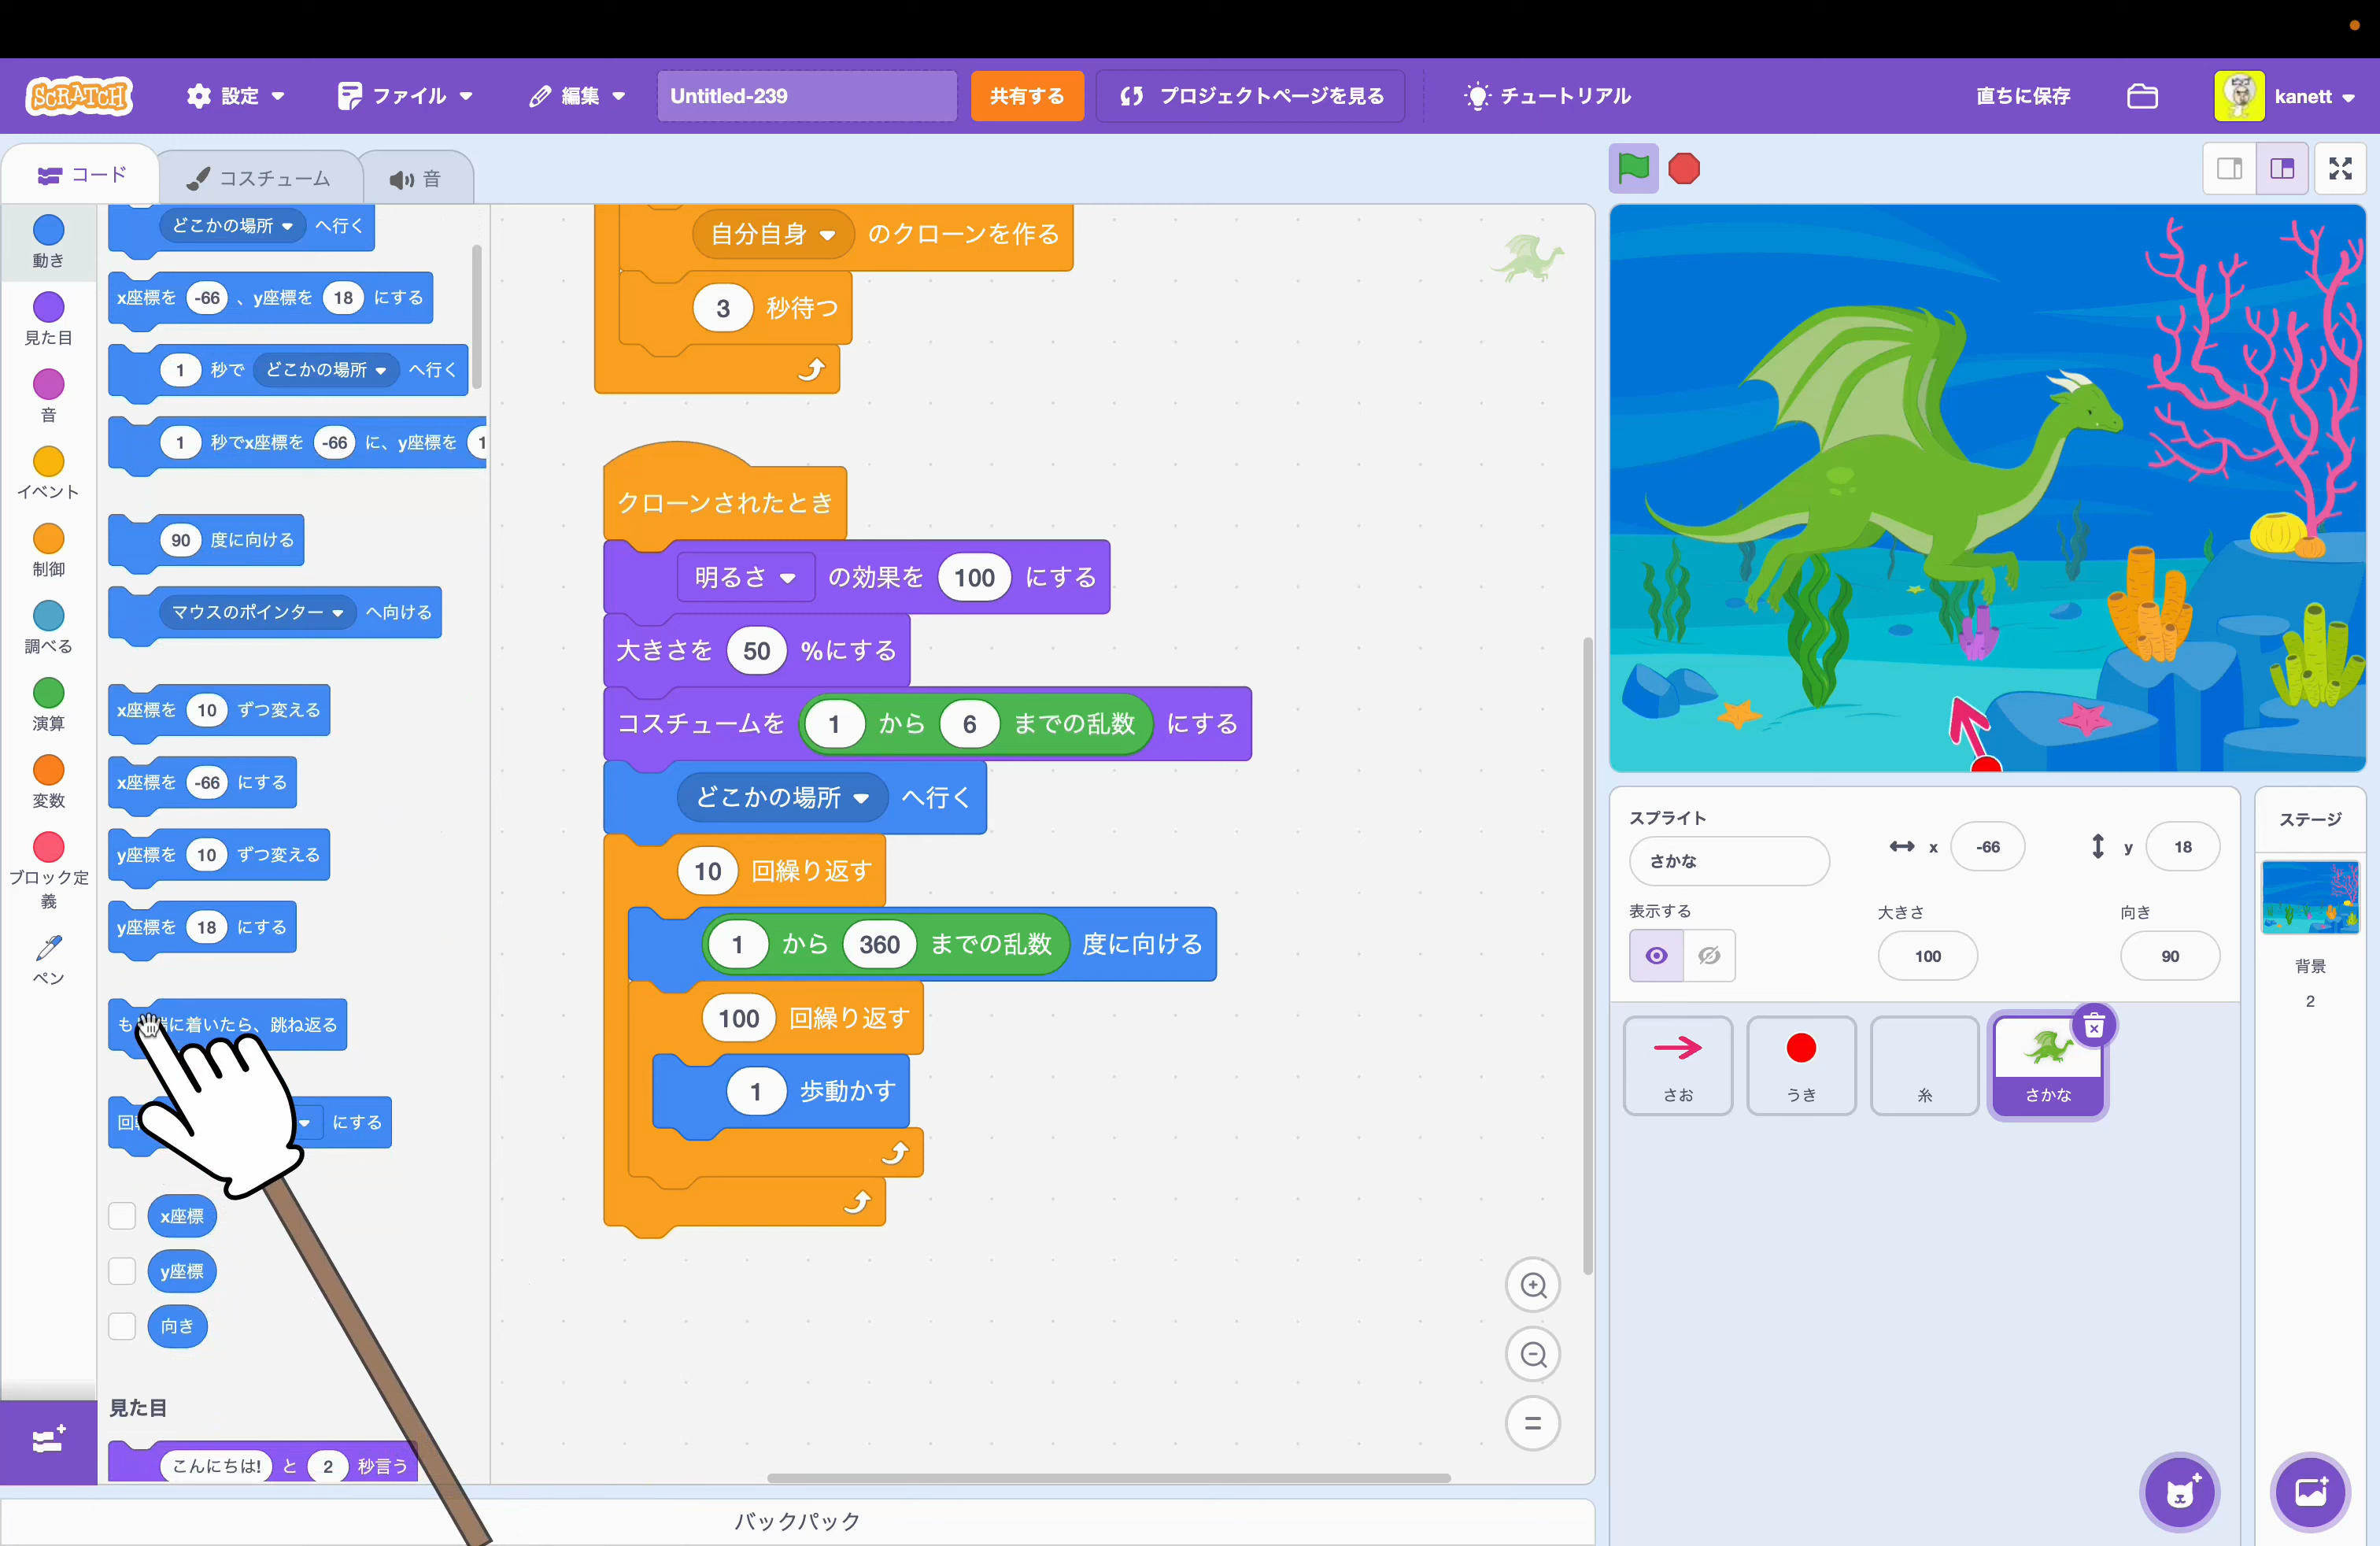 SCRATCH
設定
ファイル
編集
Untitled-239
共有する
プロジェクトページを見る
チュートリアル
直ちに保存
kanett
コード
コスチューム
音
動き
見た目
音
イベント
制御
調べる
演算
変数
ブロック定
義
ペン
どこかの場所 へ行く
x座標を -66 、y座標を 18 にする
1 秒で どこかの場所 へ行く
1 秒でx座標を -66 に、y座標を 1
90 度に向ける
マウスのポインター へ向ける
x座標を 10 ずつ変える
x座標を -66 にする
y座標を 10 ずつ変える
y座標を 18 にする
も に着いたら、跳ね返る
回 にする
x座標
y座標
向き
見た目
こんにちは! と 2 秒言う
自分自身 のクローンを作る
3 秒待つ
クローンされたとき
明るさ の効果を 100 にする
大きさを 50 %にする
コスチュームを 1 から 6 までの乱数 にする
どこかの場所 へ行く
10 回繰り返す
1 から 360 までの乱数 度に向ける
100 回繰り返す
1 歩動かす
バックパック
スプライト
さかな
x -66
y 18
表示する
大きさ
100
向き
90
さお
うき
糸
さかな
ステージ
背景
2